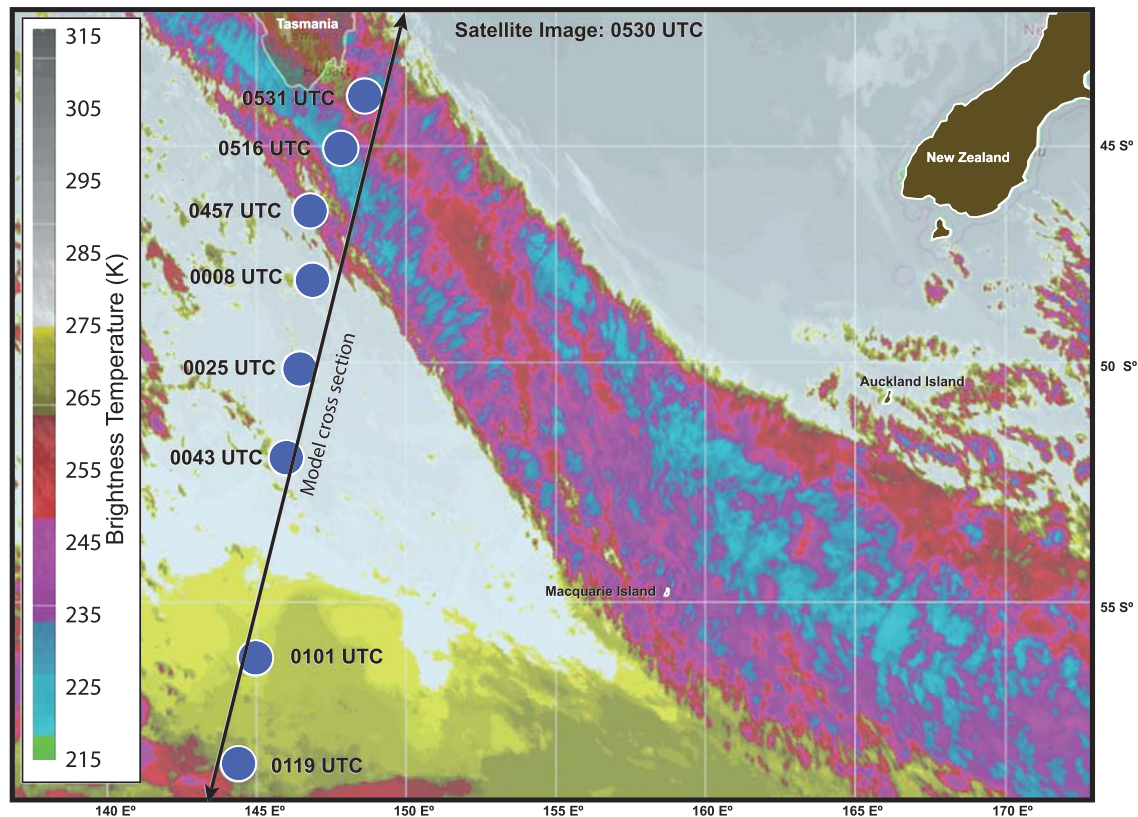 Tasmania
Satellite Image: 0530 UTC
315
305
295
285
275
265
255
245
235
225
215
Brightness Temperature (K)
0531 UTC
0516 UTC
0457 UTC
0008 UTC
0025 UTC
0043 UTC
0101 UTC
0119 UTC
Model cross section
New Zealand
Auckland Island
Macquarie Island
45 S°
50 S°
55 S°
140 E°
145 E°
150 E°
155 E°
160 E°
165 E°
170 E°